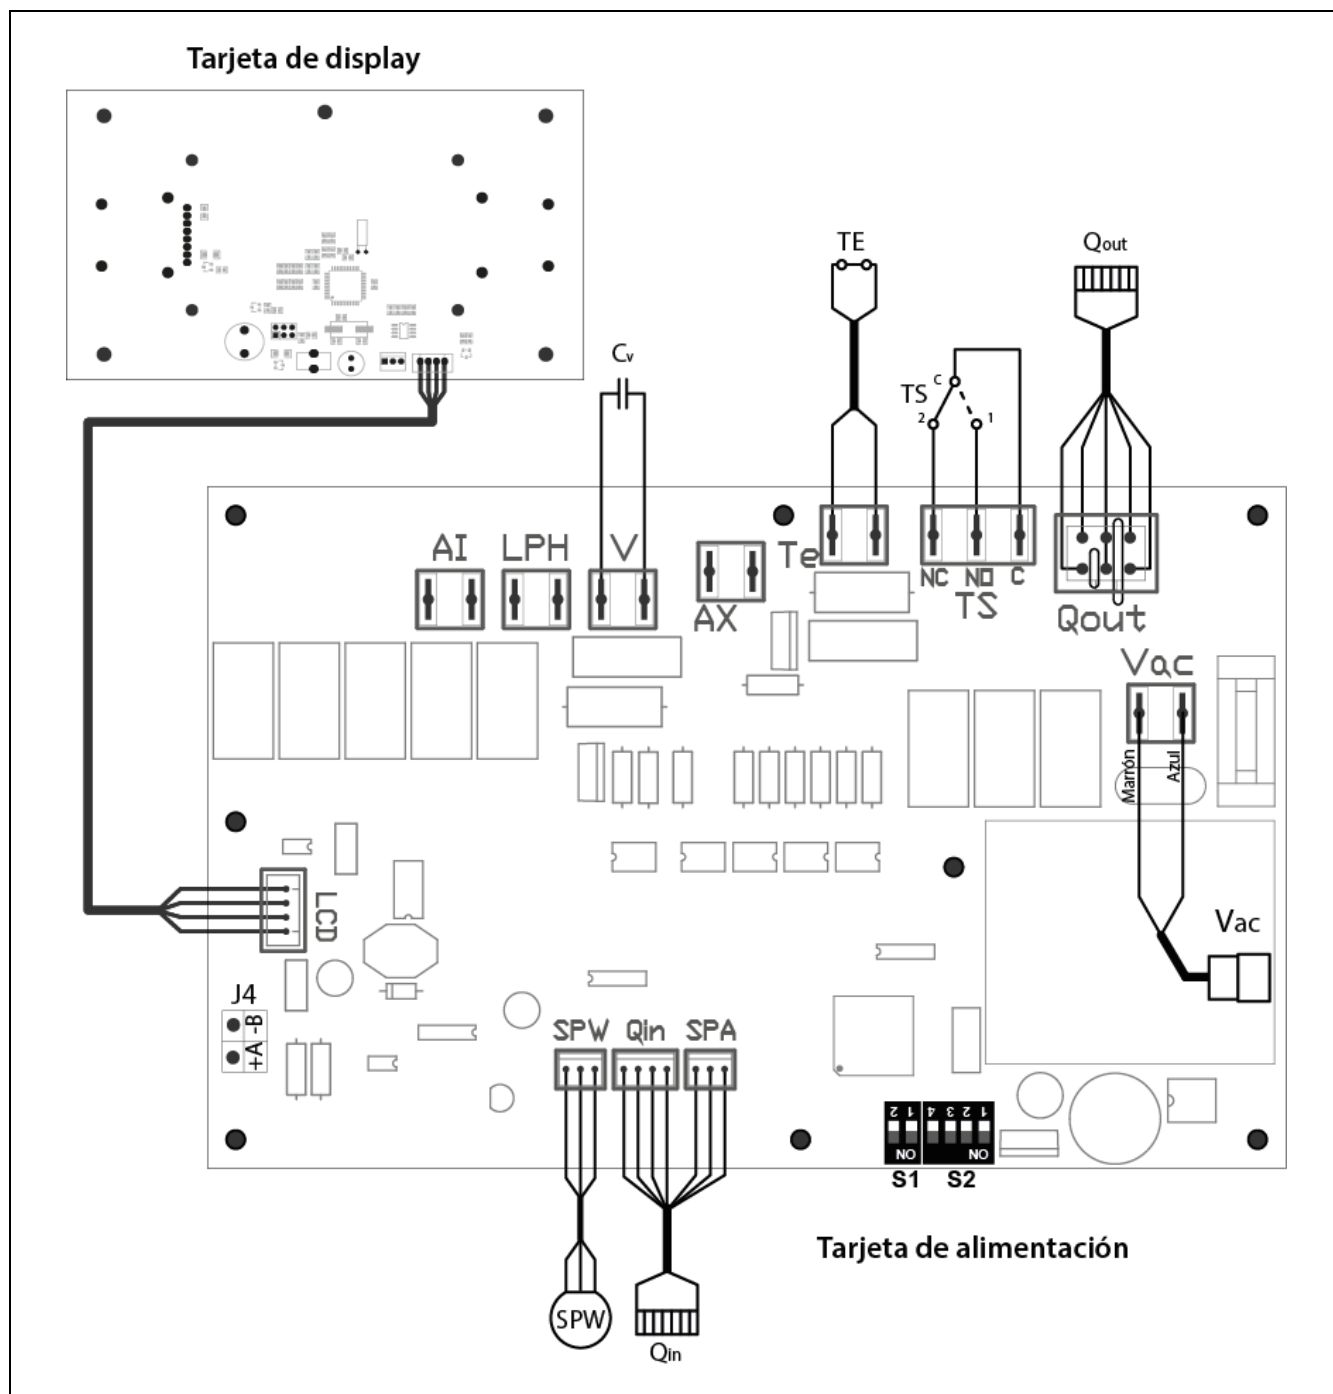 Tarjeta de display
TE
Qout
Cv
TS
C
2
1
AI
LPH
V
AX
Te
NC
NO
C
TS
Qout
Vac
Marrón
Azul
LCD
Vac
J4
-B
+A
SPW
Qin
SPA
2 1
4 3 2 1
ON
ON
S1
S2
Tarjeta de alimentación
SPW
Qin